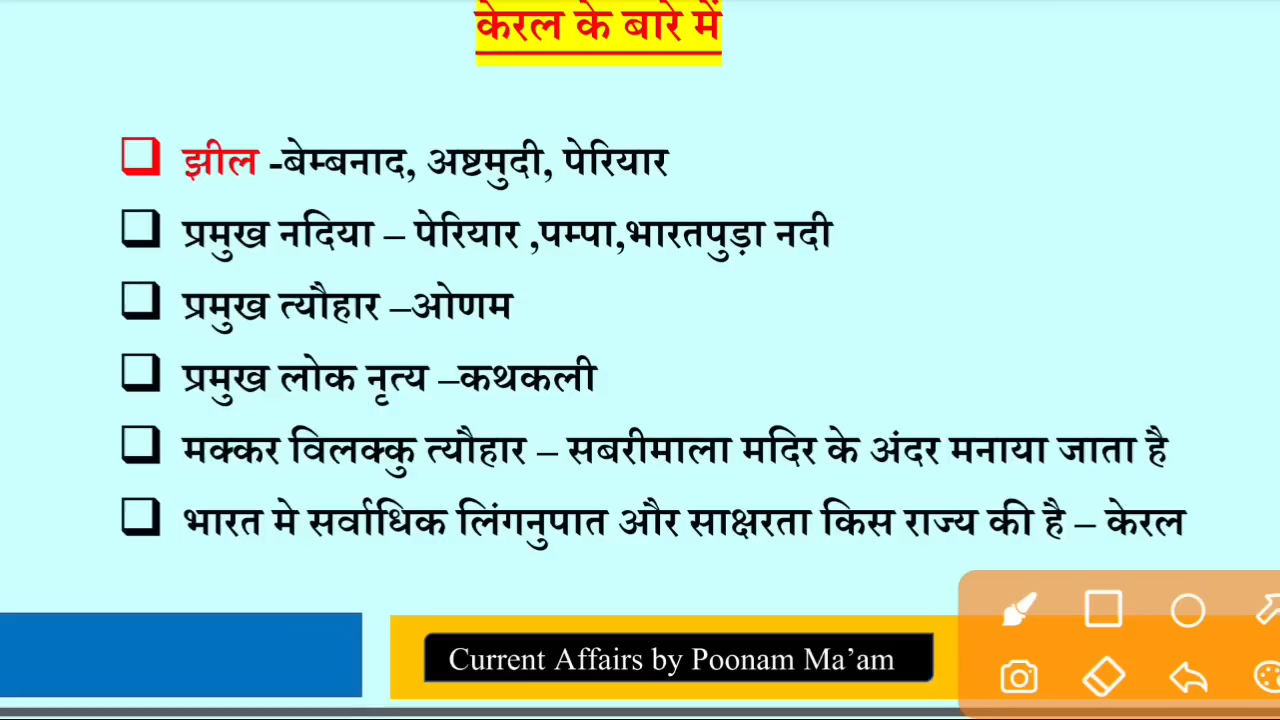 केरल के बारे में
झील -बेम्बनाद, अष्टमुदी, पेरियार
प्रमुख नदिया – पेरियार ,पम्पा,भारतपुड़ा नदी
प्रमुख त्यौहार –ओणम
प्रमुख लोक नृत्य –कथकली
मक्कर विलक्कु त्यौहार – सबरीमाला मदिर के अंदर मनाया जाता है
भारत मे सर्वाधिक लिंगनुपात और साक्षरता किस राज्य की है – केरल
Current Affairs by Poonam Ma’am